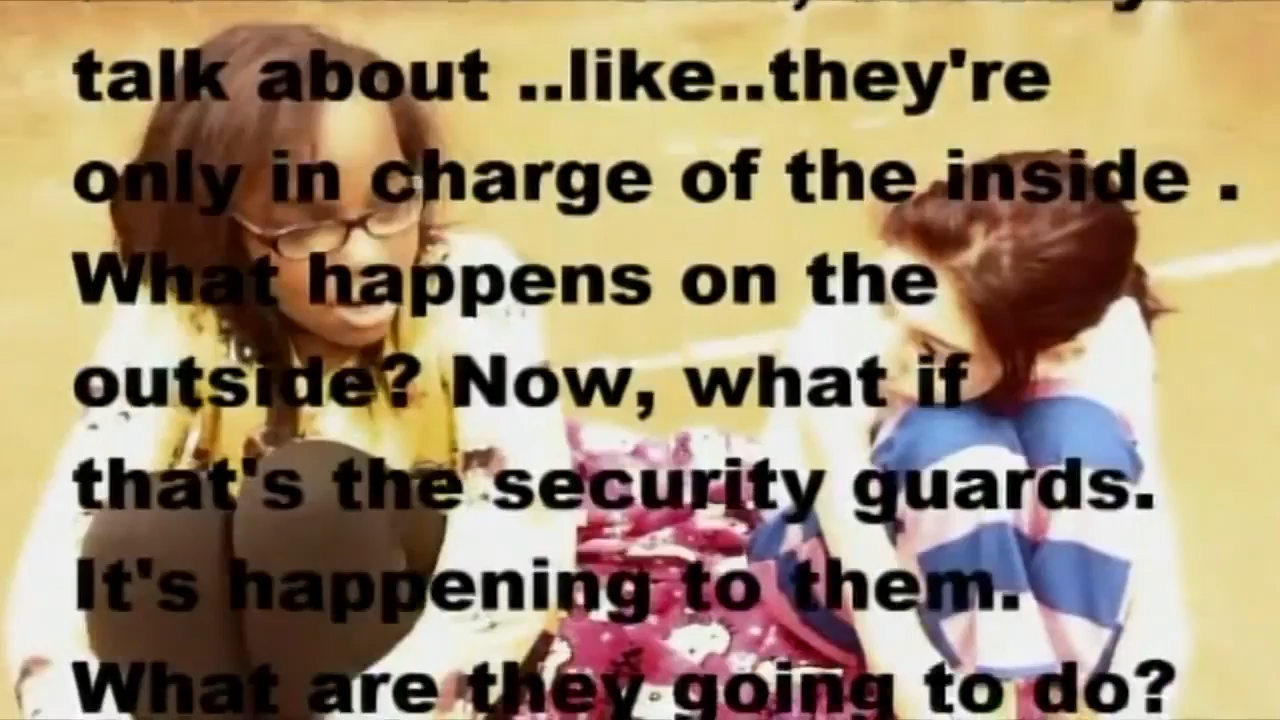 talk about ..like..they're
only in charge of the inside .
What happens on the
outside? Now, what if
that's the security guards.
It's happening to them.
What are they going to do?